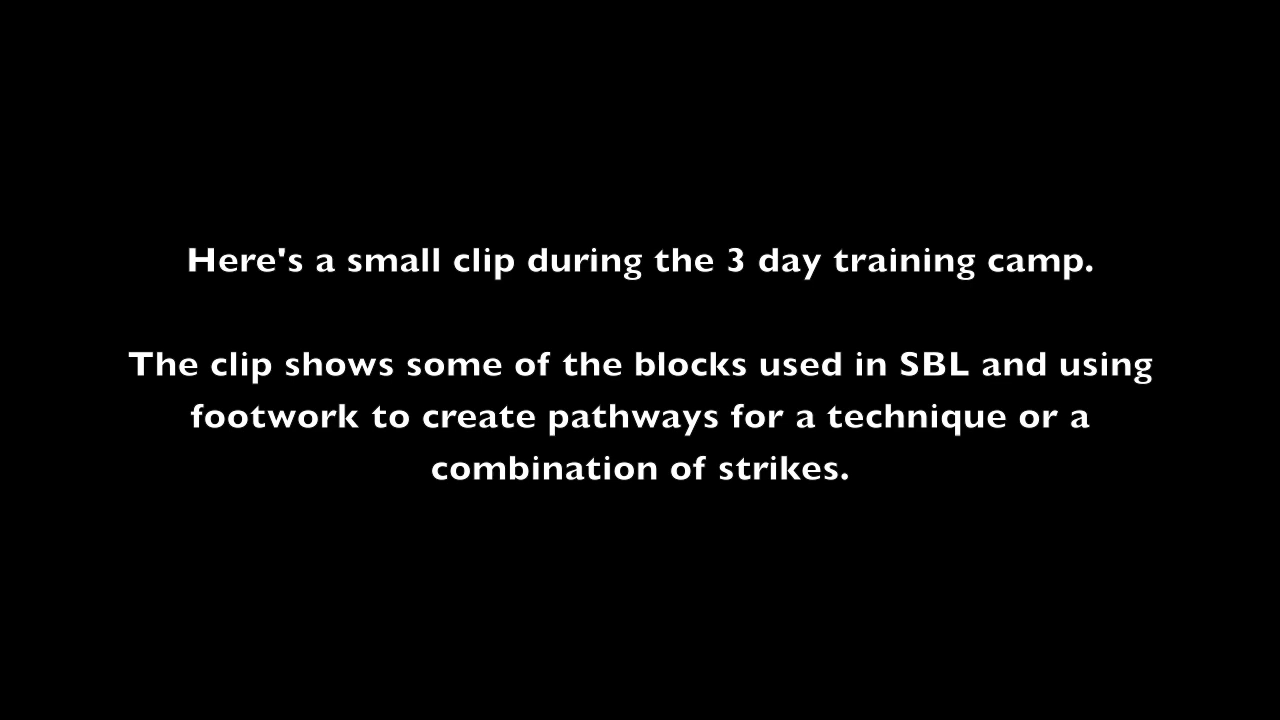 Here's a small clip during the 3 day training camp.
The clip shows some of the blocks used in SBL and using
footwork to create pathways for a technique or a
combination of strikes.